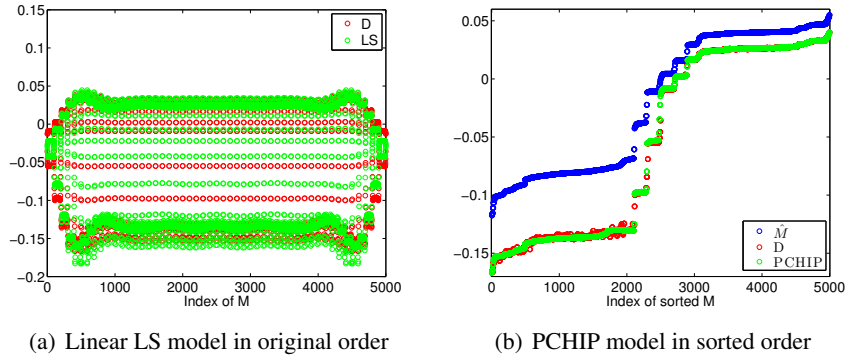 0.15
0.1
0.05
0
−0.05
−0.1
−0.15
−0.2
0 1000 2000 3000 4000 5000
Index of M
D
LS
(a) Linear LS model in original order
0.05
0
−0.05
−0.1
−0.15
0 1000 2000 3000 4000 5000
Index of sorted M
M̂
D
PCHIP
(b) PCHIP model in sorted order